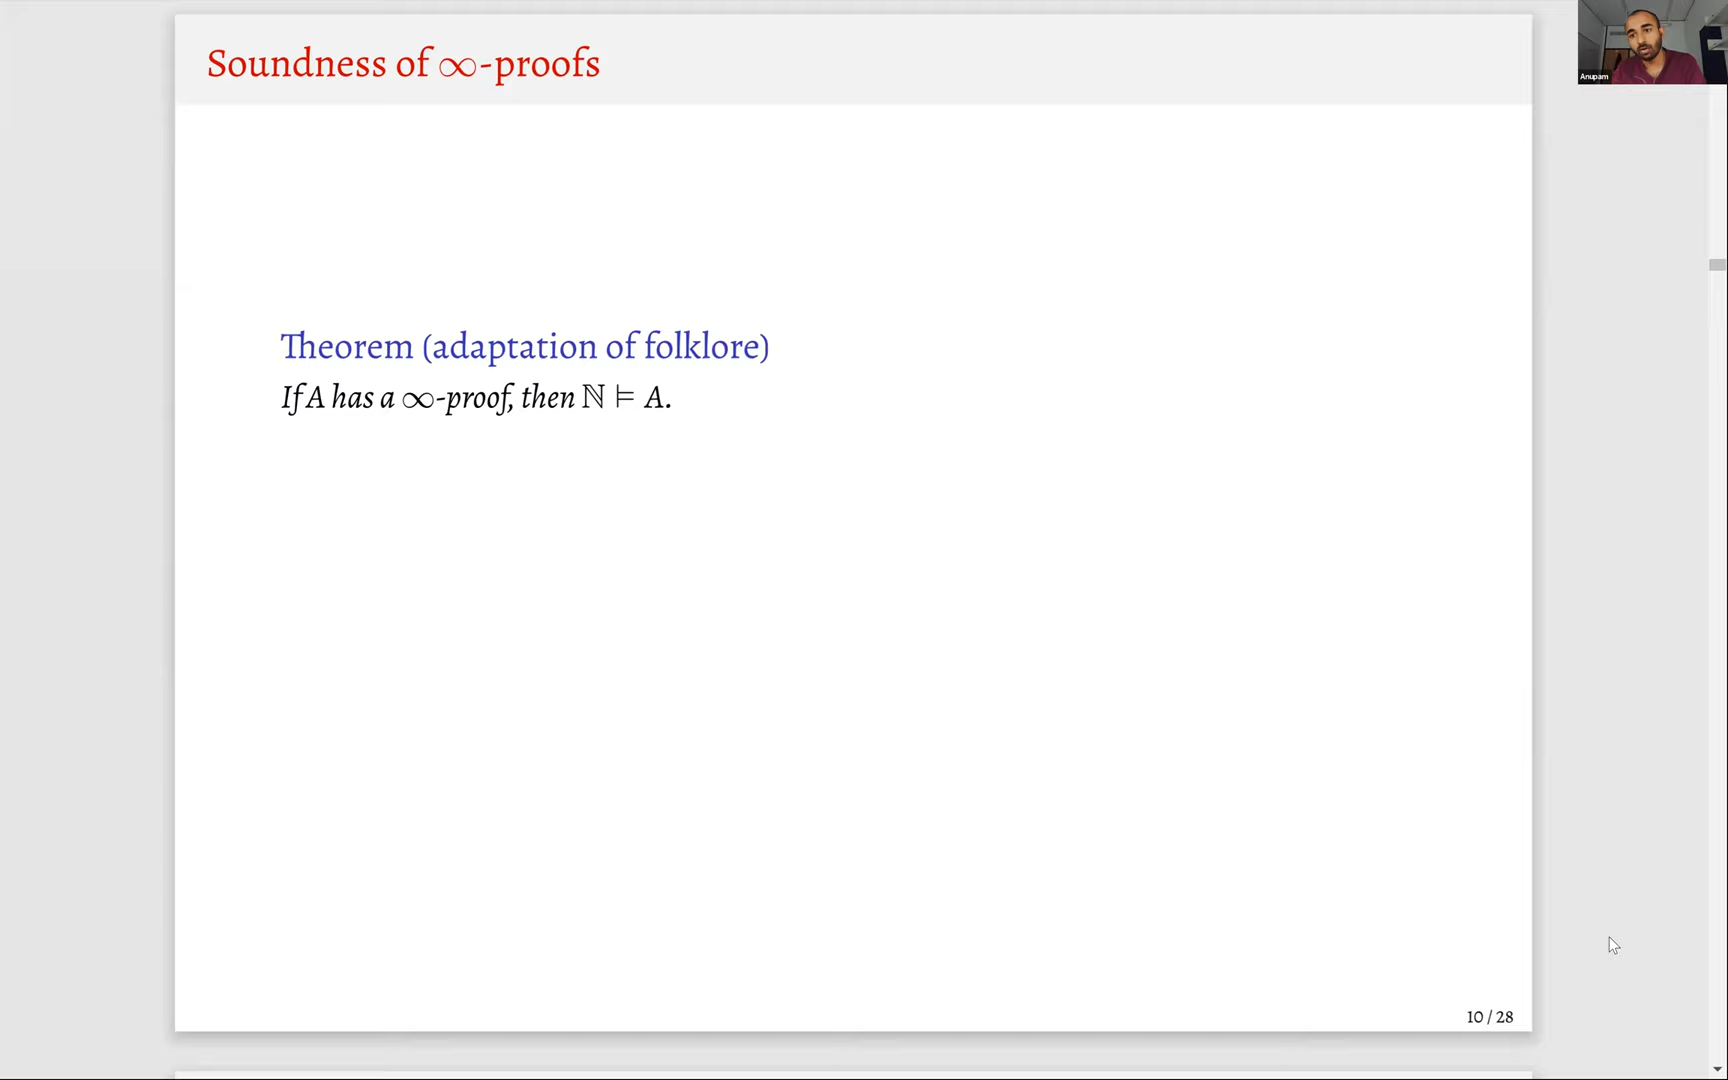 Soundness of ∞-proofs
Anupam
Theorem (adaptation of folklore)
If A has a ∞-proof, then ℕ ⊨ A.
10 / 28